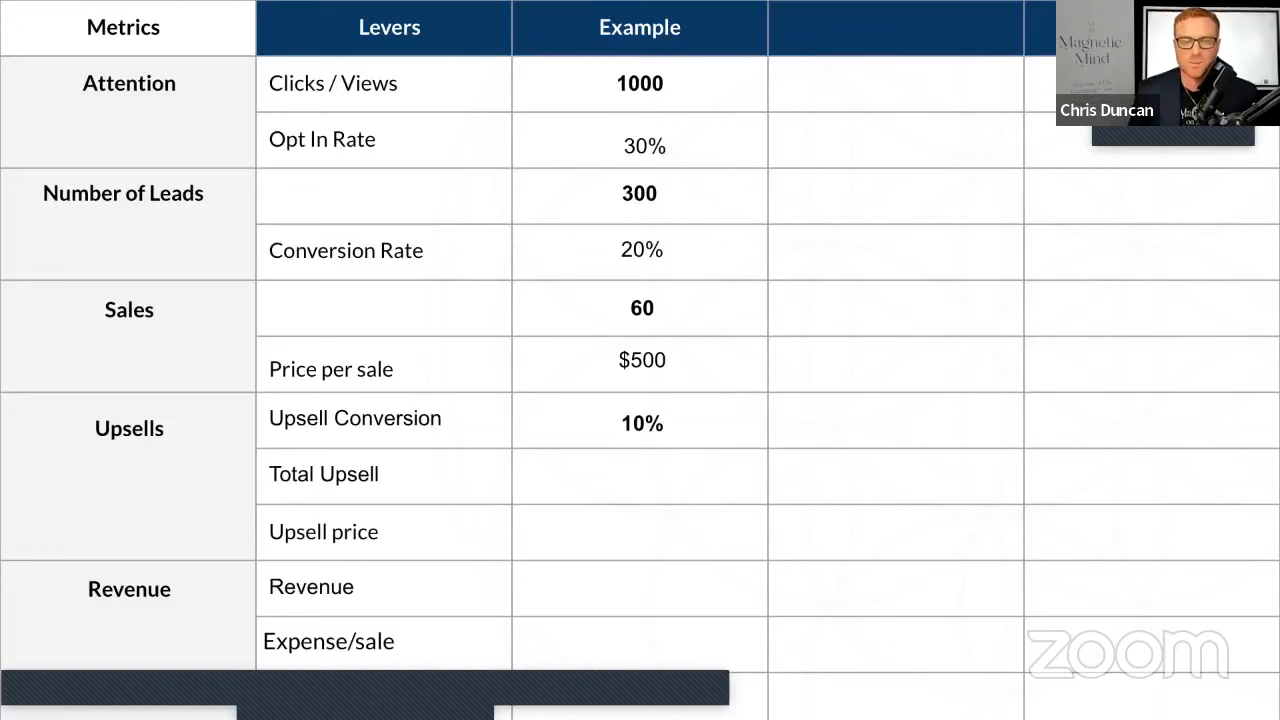 Metrics Levers Example
Attention Clicks / Views 1000
Opt In Rate 30%
Number of Leads 300
Conversion Rate 20%
Sales 60
Price per sale $500
Upsells Upsell Conversion 10%
Total Upsell
Upsell price
Revenue Revenue
Expense/sale
Magnetic
Mind
Chris Duncan
zoom